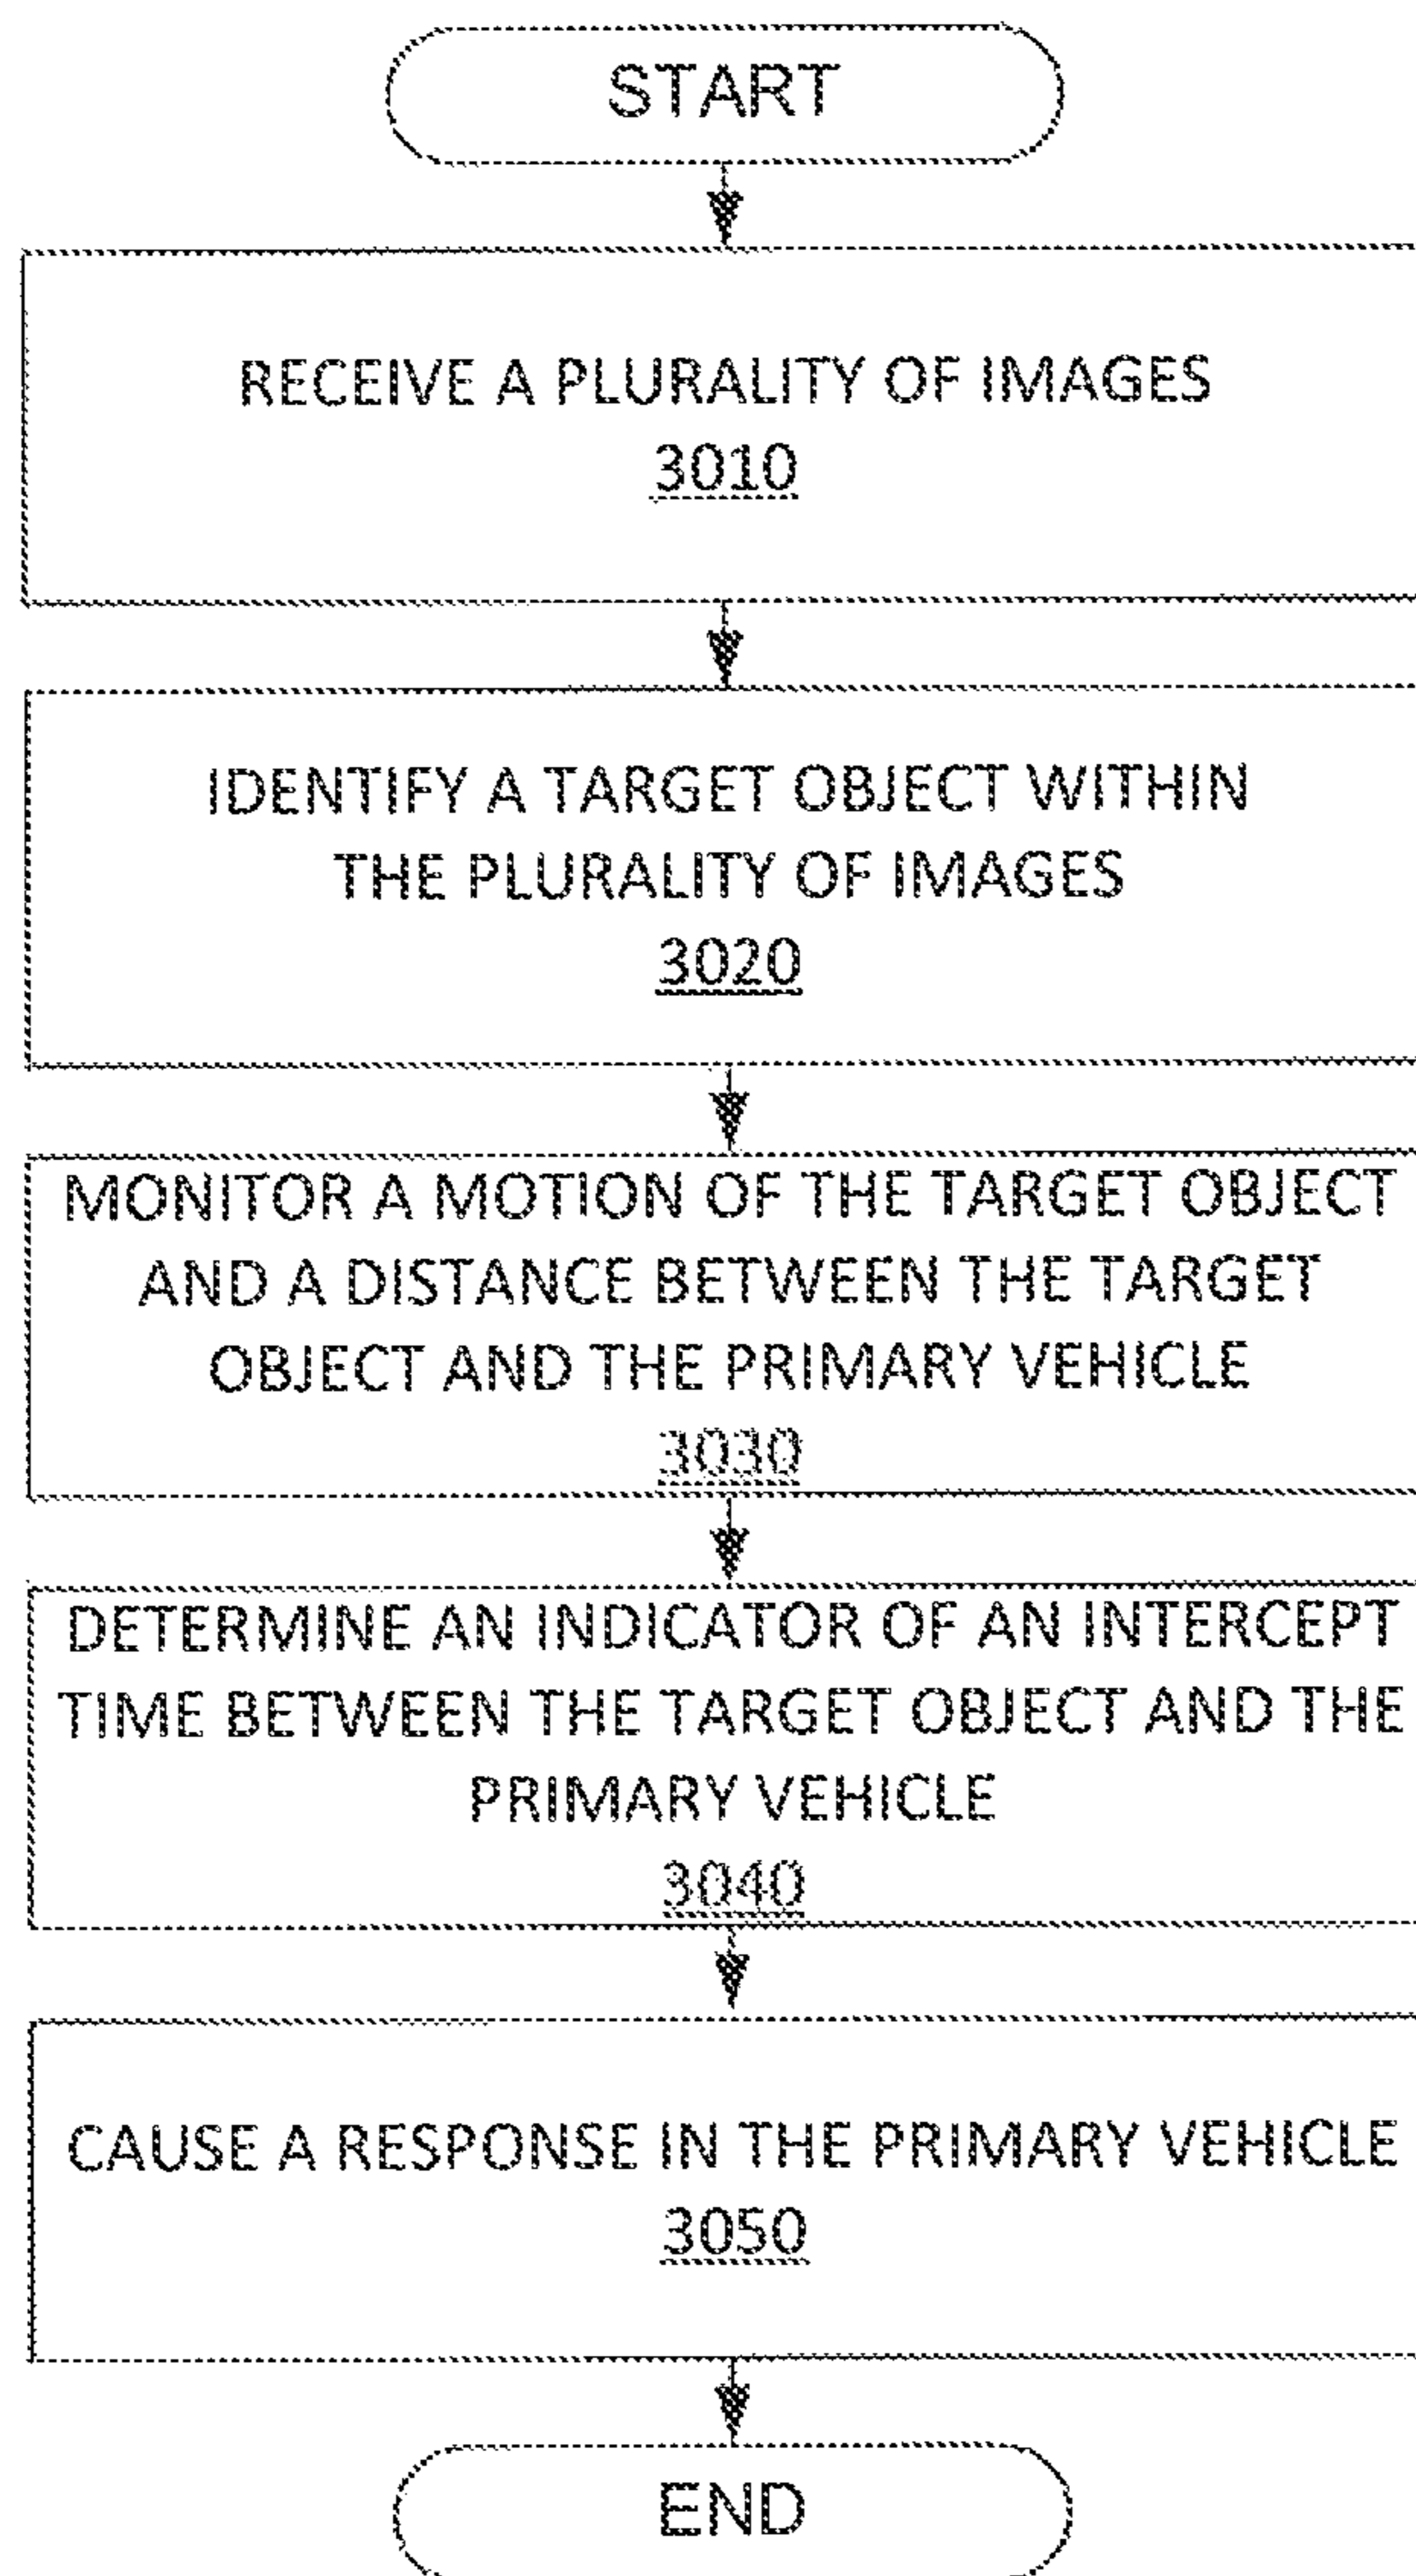 START
RECEIVE A PLURALITY OF IMAGES
3010
IDENTIFY A TARGET OBJECT WITHIN
THE PLURALITY OF IMAGES
3020
MONITOR A MOTION OF THE TARGET OBJECT
AND A DISTANCE BETWEEN THE TARGET
OBJECT AND THE PRIMARY VEHICLE
3030
DETERMINE AN INDICATOR OF AN INTERCEPT
TIME BETWEEN THE TARGET OBJECT AND THE
PRIMARY VEHICLE
3040
CAUSE A RESPONSE IN THE PRIMARY VEHICLE
3050
END